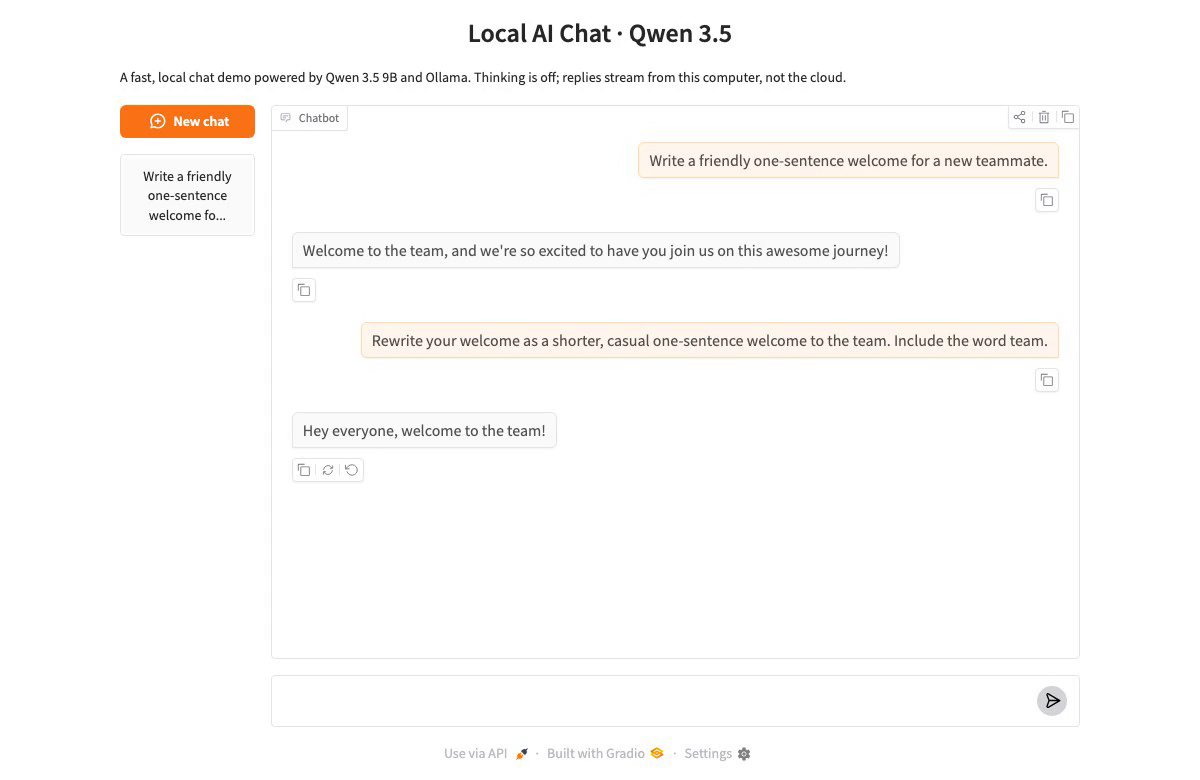 Local AI Chat · Qwen 3.5
A fast, local chat demo powered by Qwen 3.5 9B and Ollama. Thinking is off; replies stream from this computer, not the cloud.
New chat
Write a friendly
one-sentence
welcome fo...
Chatbot
Write a friendly one-sentence welcome for a new teammate.
Welcome to the team, and we're so excited to have you join us on this awesome journey!
Rewrite your welcome as a shorter, casual one-sentence welcome to the team. Include the word team.
Hey everyone, welcome to the team!
Use via API · Built with Gradio · Settings